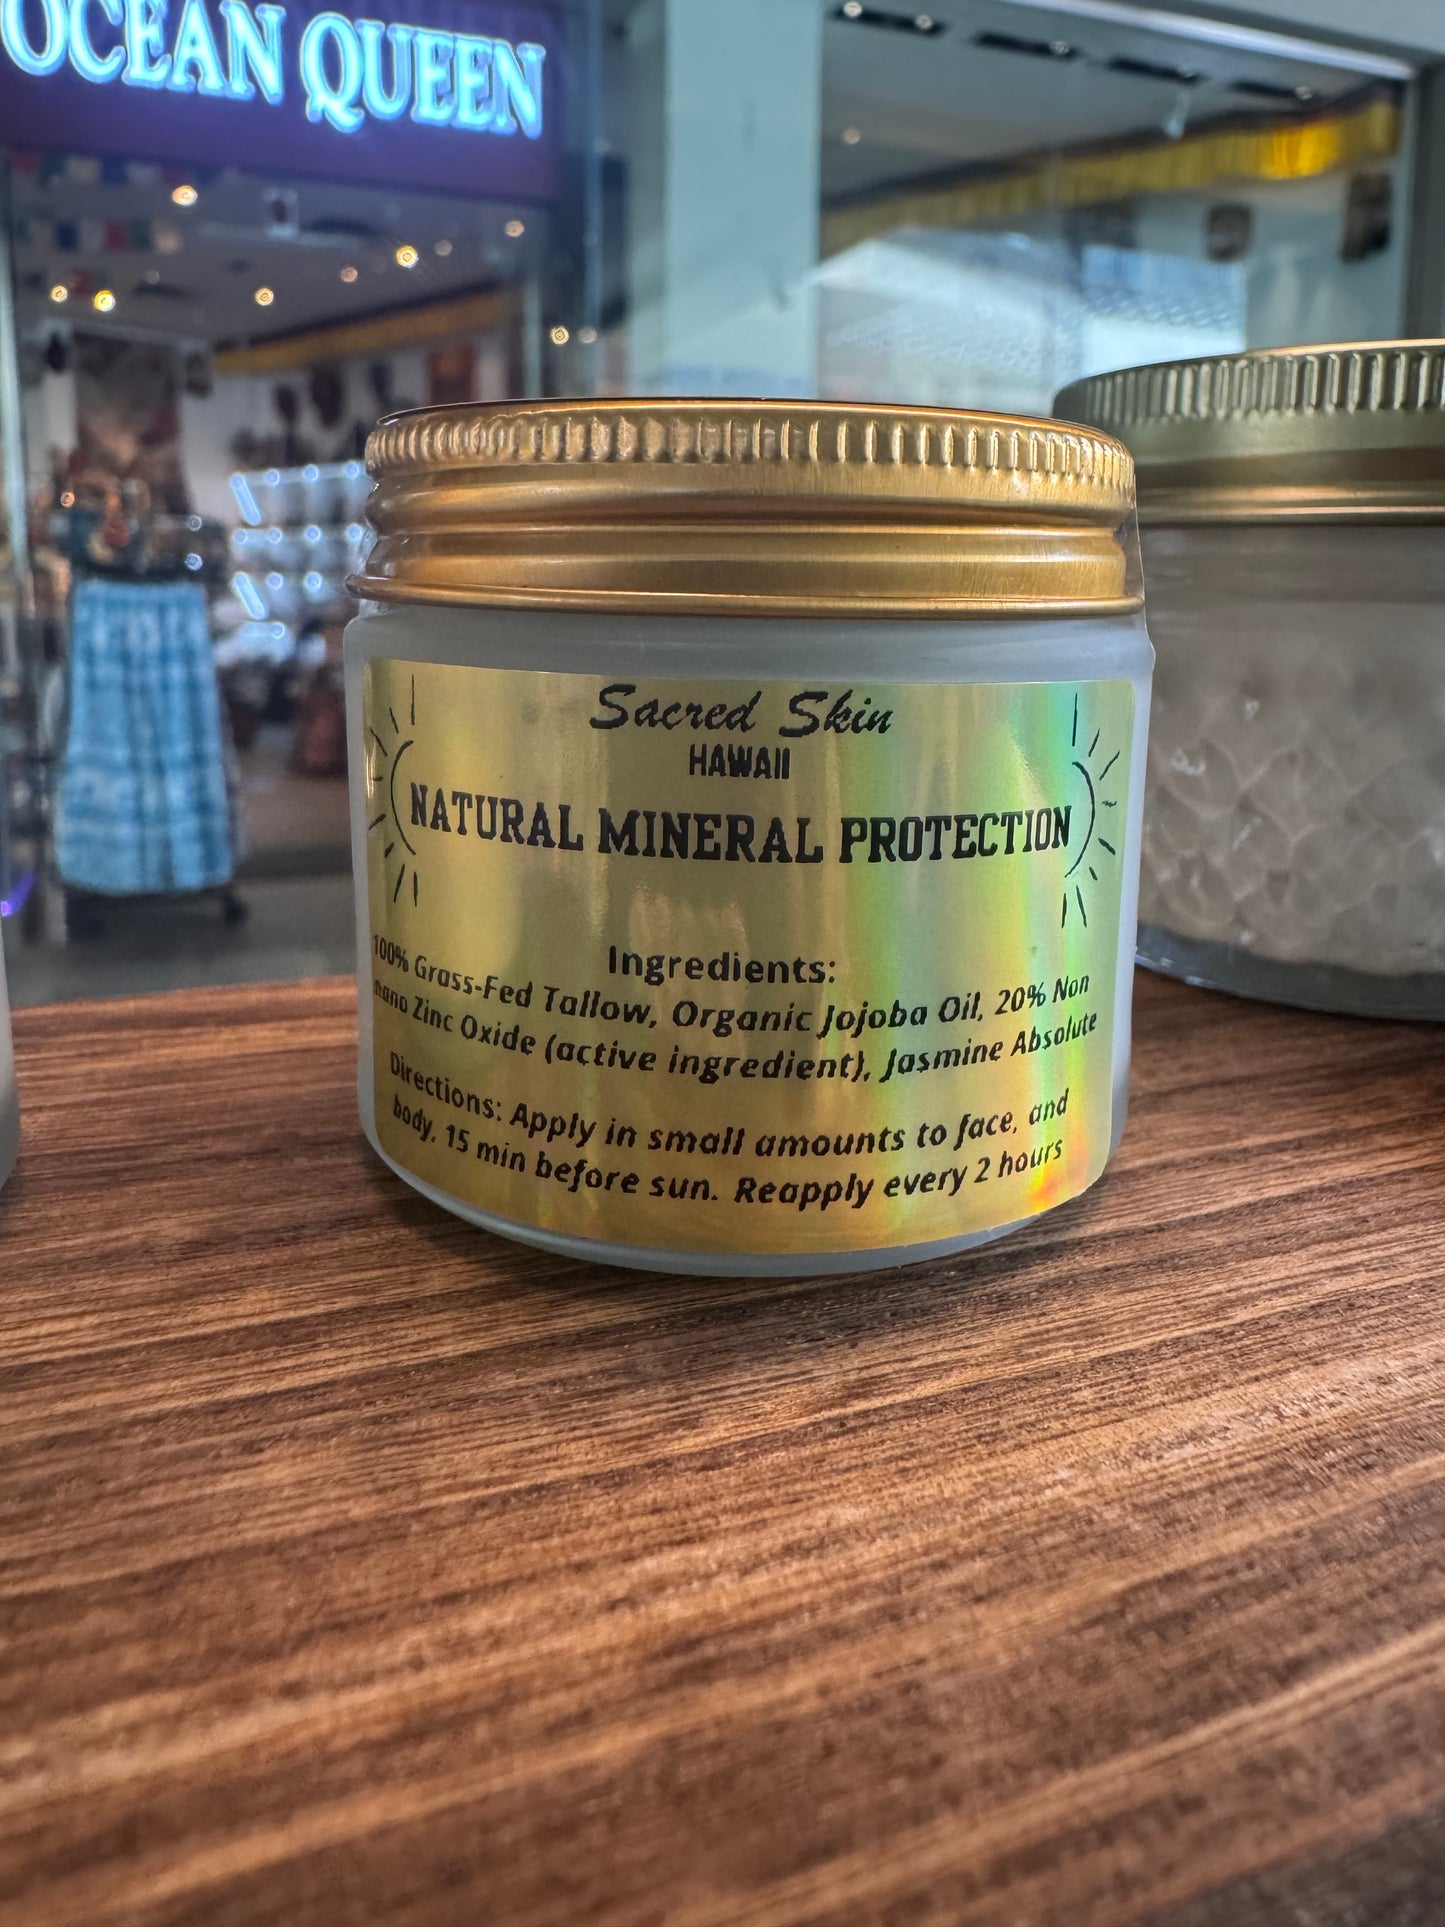 OCEAN QUEEN
Sacred Skin
HAWAII
NATURAL MINERAL PROTECTION
Ingredients:
100% Grass-Fed Tallow, Organic Jojoba Oil, 20% Non
nano Zinc Oxide (active ingredient), Jasmine Absolute
Directions: Apply in small amounts to face, and
body, 15 min before sun. Reapply every 2 hours